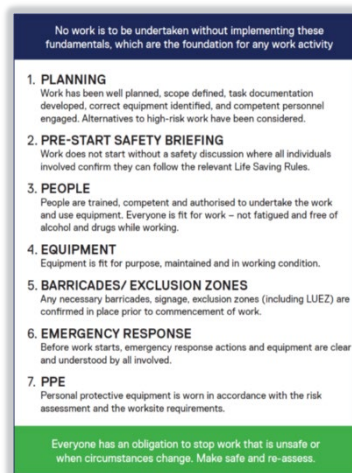 No work is to be undertaken without implementing these
fundamentals, which are the foundation for any work activity
1. PLANNING
Work has been well planned, scope defined, task documentation
developed, correct equipment identified, and competent personnel
engaged. Alternatives to high-risk work have been considered.
2. PRE-START SAFETY BRIEFING
Work does not start without a safety discussion where all individuals
involved confirm they can follow the relevant Life Saving Rules.
3. PEOPLE
People are trained, competent and authorised to undertake the work
and use equipment. Everyone is fit for work – not fatigued and free of
alcohol and drugs while working.
4. EQUIPMENT
Equipment is fit for purpose, maintained and in working condition.
5. BARRICADES/ EXCLUSION ZONES
Any necessary barricades, signage, exclusion zones (including LUEZ) are
confirmed in place prior to commencement of work.
6. EMERGENCY RESPONSE
Before work starts, emergency response actions and equipment are clear
and understood by all involved.
7. PPE
Personal protective equipment is worn in accordance with the risk
assessment and the worksite requirements.
Everyone has an obligation to stop work that is unsafe or
when circumstances change. Make safe and re-assess.